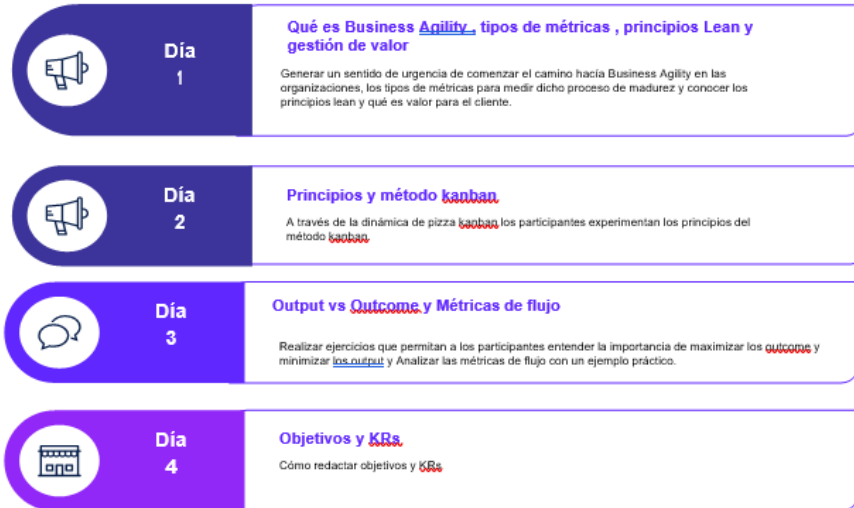 Día
1
Qué es Business Agility , tipos de métricas , principios Lean y
gestión de valor
Generar un sentido de urgencia de comenzar el camino hacía Business Agility en las
organizaciones, los tipos de métricas para medir dicho proceso de madurez y conocer los
principios lean y qué es valor para el cliente.
Día
2
Principios y método kanban
A través de la dinámica de pizza kanban los participantes experimentan los principios del
método kanban
Día
3
Output vs Outcome y Métricas de flujo
Realizar ejercicios que permitan a los participantes entender la importancia de maximizar los outcome y
minimizar los output y Analizar las métricas de flujo con un ejemplo práctico.
Día
4
Objetivos y KRs
Cómo redactar objetivos y KRs